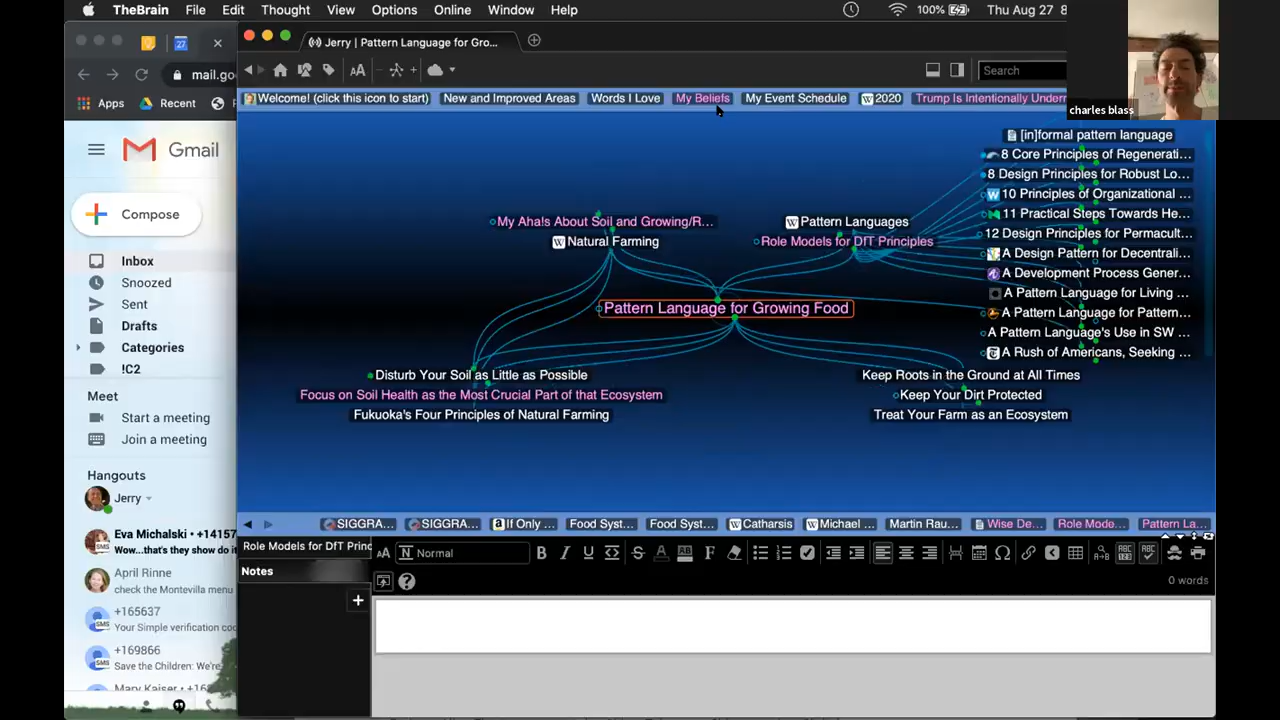 TheBrain File Edit Thought View Options Online Window Help 100% Thu Aug 27 8
27
Jerry | Pattern Language for Gro...
mail.go
AA
Search
Apps Recent
charles blass
Welcome! (click this icon to start) New and Improved Areas Words I Love My Beliefs My Event Schedule W 2020 Trump Is Intentionally Undern
Gmail
Compose
Inbox
Snoozed
Sent
Drafts
Categories
!C2
Meet
Start a meeting
Join a meeting
Hangouts
Jerry
Eva Michalski • +14157
Wow...that's they show do it
April Rinne
check the Montevilla menu
+165637
Your Simple verification cod
+169866
Save the Children: We're
Mary Kaiser
[in]formal pattern language
8 Core Principles of Regenerati...
8 Design Principles for Robust Lo...
W 10 Principles of Organizational ...
11 Practical Steps Towards He...
12 Design Principles for Permacult...
A Design Pattern for Decentrali...
A Development Process Gener...
A Pattern Language for Living ...
A Pattern Language for Pattern...
A Pattern Language's Use in SW ...
A Rush of Americans, Seeking ...
My Aha!s About Soil and Growing/R...
W Natural Farming
W Pattern Languages
Role Models for DfT Principles
Pattern Language for Growing Food
Disturb Your Soil as Little as Possible
Focus on Soil Health as the Most Crucial Part of that Ecosystem
Fukuoka's Four Principles of Natural Farming
Keep Roots in the Ground at All Times
Keep Your Dirt Protected
Treat Your Farm as an Ecosystem
SIGGRA... SIGGRA... a If Only ... Food Syst... Food Syst... W Catharsis W Michael ... Martin Rau... Wise De... Role Mode... Pattern La...
Role Models for DfT Princ
AA N Normal B I U S A AB F
Notes
0 words